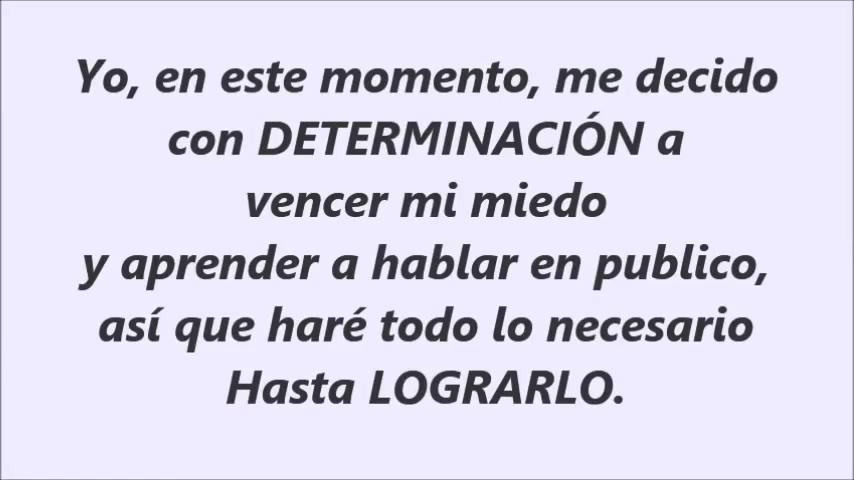 Yo, en este momento, me decido
con DETERMINACIÓN a
vencer mi miedo
y aprender a hablar en publico,
así que haré todo lo necesario
Hasta LOGRARLO.